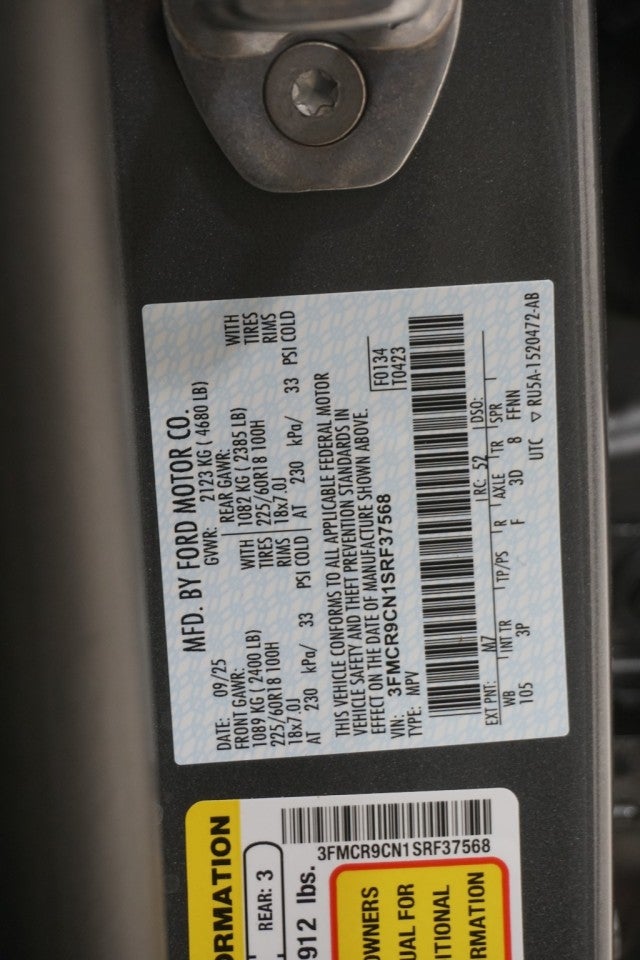 MFD. BY FORD MOTOR CO.
DATE: 09/25 GVWR: 2123 KG ( 4680 LB)
FRONT GAWR: REAR GAWR: WITH
1089 KG ( 2400 LB) 1082 KG ( 2385 LB) TIRES
225/60R18 100H TIRES 225/60R18 100H RIMS
18x7.0J RIMS 18x7.0J
AT 230 kPa/ 33 PSI COLD AT 230 kPa/ 33 PSI COLD
WITH
THIS VEHICLE CONFORMS TO ALL APPLICABLE FEDERAL MOTOR
VEHICLE SAFETY AND THEFT PREVENTION STANDARDS IN
EFFECT ON THE DATE OF MANUFACTURE SHOWN ABOVE.
VIN: 3FMCR9CN1SRF37568 F0134
TYPE: MPV T0423
EXT PNT: M7 RC: 52 DSO:
WB INT TR TP/PS R AXLE TR SPR
105 3P F 3D 8 FFNN
UTC ▽ RU5A-1520472-AB
3FMCR9CN1SRF37568
ORMATION
REAR: 3
912 lbs.
OWNERS
UAL FOR
ITIONAL
RMATION